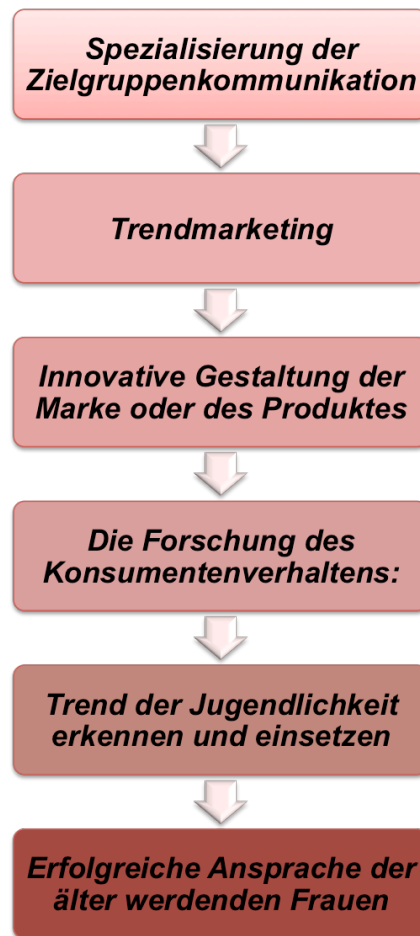 Spezialisierung der
Zielgruppenkommunikation
Trendmarketing
Innovative Gestaltung der
Marke oder des Produktes
Die Forschung des
Konsumentenverhaltens:
Trend der Jugendlichkeit
erkennen und einsetzen
Erfolgreiche Ansprache der
älter werdenden Frauen